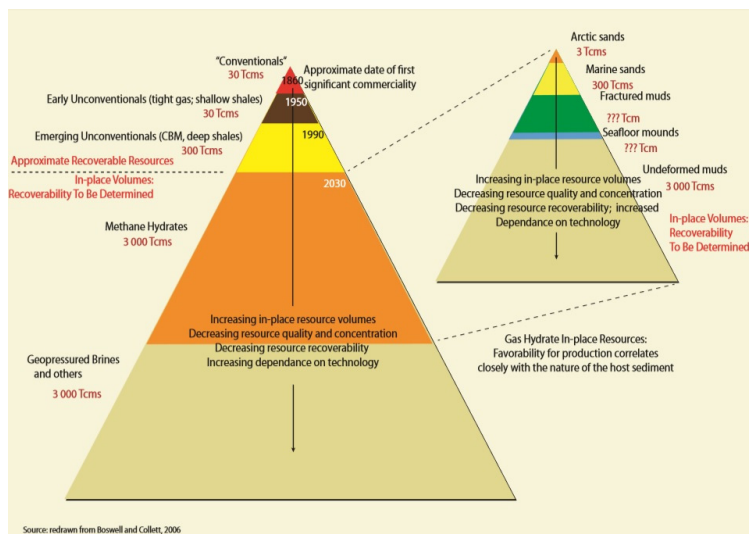 "Conventionals"
30 Tcms
1860
Approximate date of first
significant commerciality
Early Unconventionals (tight gas; shallow shales)
30 Tcms
1950
Emerging Unconventionals (CBM, deep shales)
300 Tcms
1990
Approximate Recoverable Resources
In-place Volumes:
Recoverability To Be Determined
2030
Methane Hydrates
3 000 Tcms
Increasing in-place resource volumes
Decreasing resource quality and concentration
Decreasing resource recoverability
Increasing dependance on technology
Geopressured Brines
and others
3 000 Tcms
Arctic sands
3 Tcms
Marine sands
300 Tcms
Fractured muds
??? Tcm
Seafloor mounds
??? Tcm
Undeformed muds
3 000 Tcms
Increasing in-place resource volumes
Decreasing resource quality and concentration
Decreasing resource recoverability; increased
Dependance on technology
In-place Volumes:
Recoverability
To Be Determined
Gas Hydrate In-place Resources:
Favorability for production correlates
closely with the nature of the host sediment
Source: redrawn from Boswell and Collett, 2006